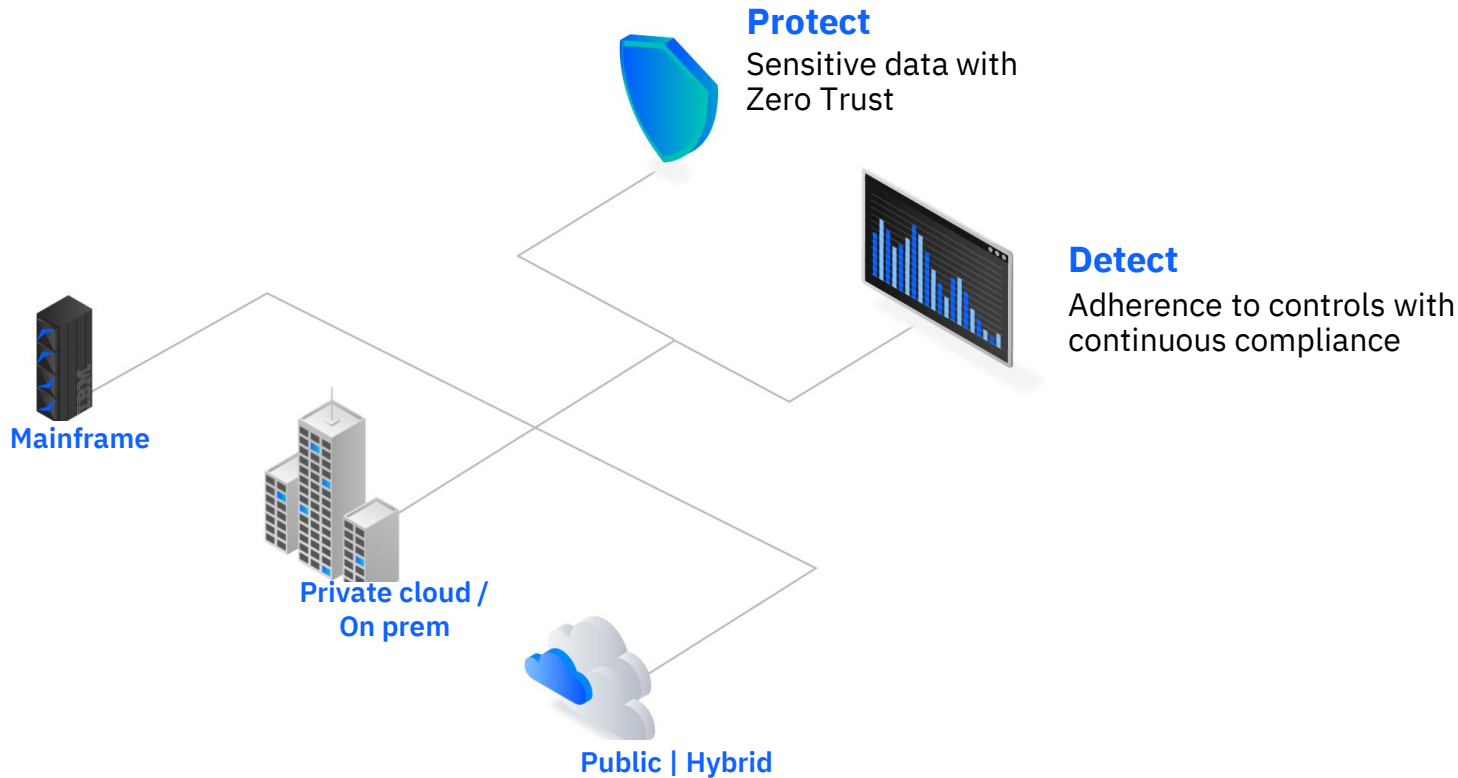 Protect
Sensitive data with
Zero Trust
Detect
Adherence to controls with
continuous compliance
IBM
Mainframe
Private cloud /
On prem
Public | Hybrid